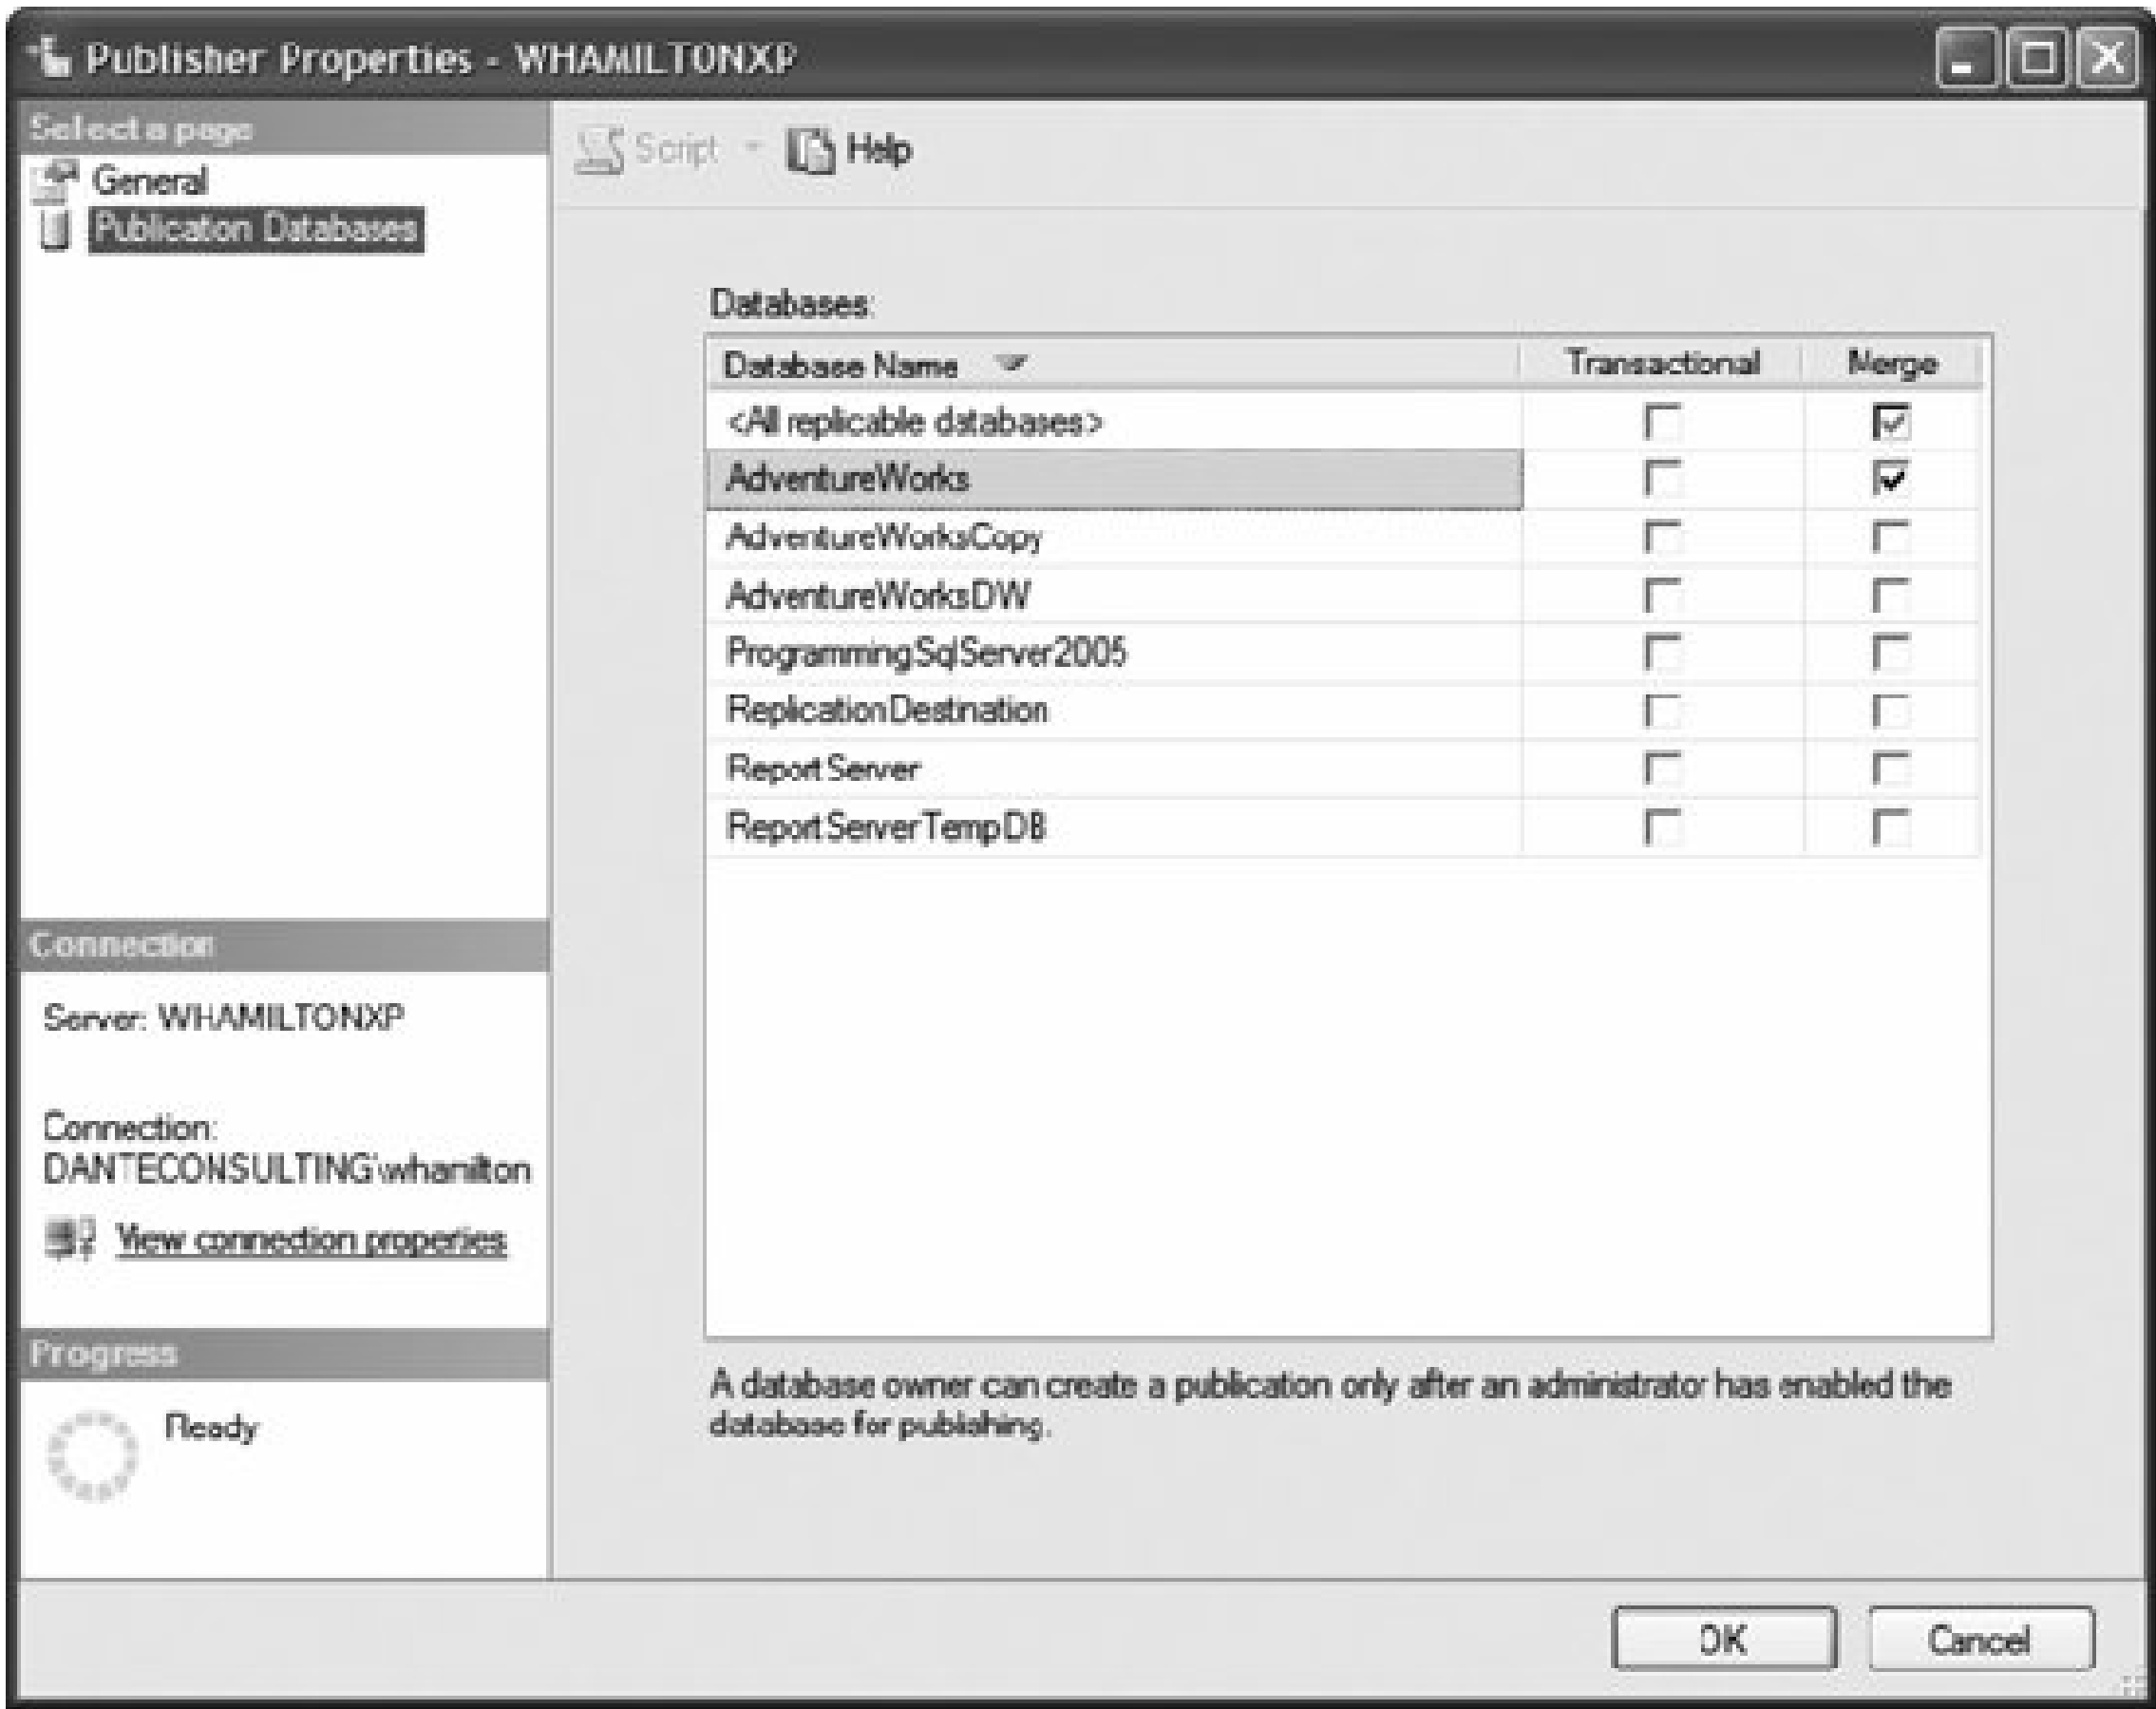 Publisher Properties - WHAMILTONXP
Select a page
General
Publication Databases
Script
Help
Databases:
Database Name Transactional Merge
<All replicable databases>
AdventureWorks
AdventureWorksCopy
AdventureWorksDW
ProgrammingSqlServer2005
ReplicationDestination
ReportServer
ReportServerTempDB
Connection
Server: WHAMILTONXP
Connection:
DANTECONSULTING\whamilton
View connection properties
Progress
Ready
A database owner can create a publication only after an administrator has enabled the
database for publishing.
OK
Cancel